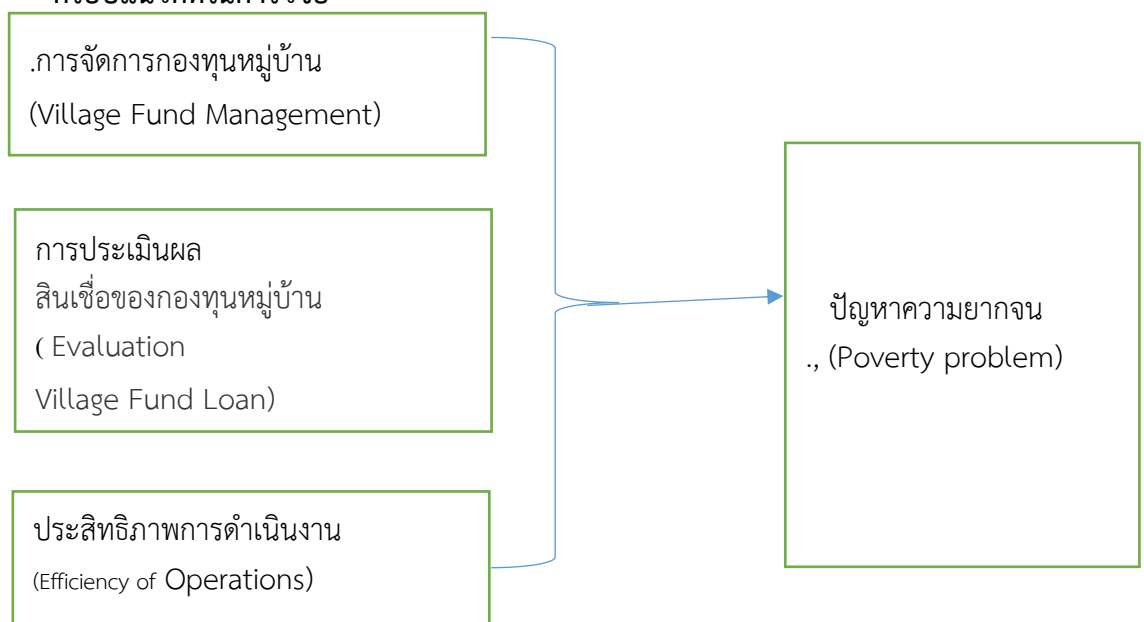 .การจัดการกองทุนหมู่บ้าน
(Village Fund Management)
การประเมินผล
สินเชื่อของกองทุนหมู่บ้าน
( Evaluation
Village Fund Loan)
ประสิทธิภาพการดำเนินงาน
(Efficiency of Operations)
ปัญหาความยากจน
., (Poverty problem)